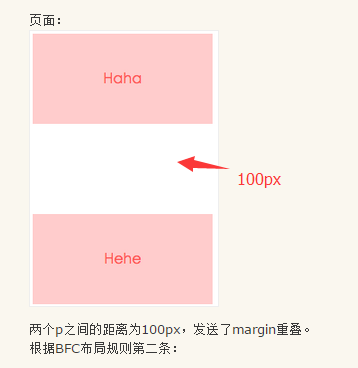 页面：
Haha
100px
Hehe
两个p之间的距离为100px，发送了margin重叠。
根据BFC布局规则第二条：